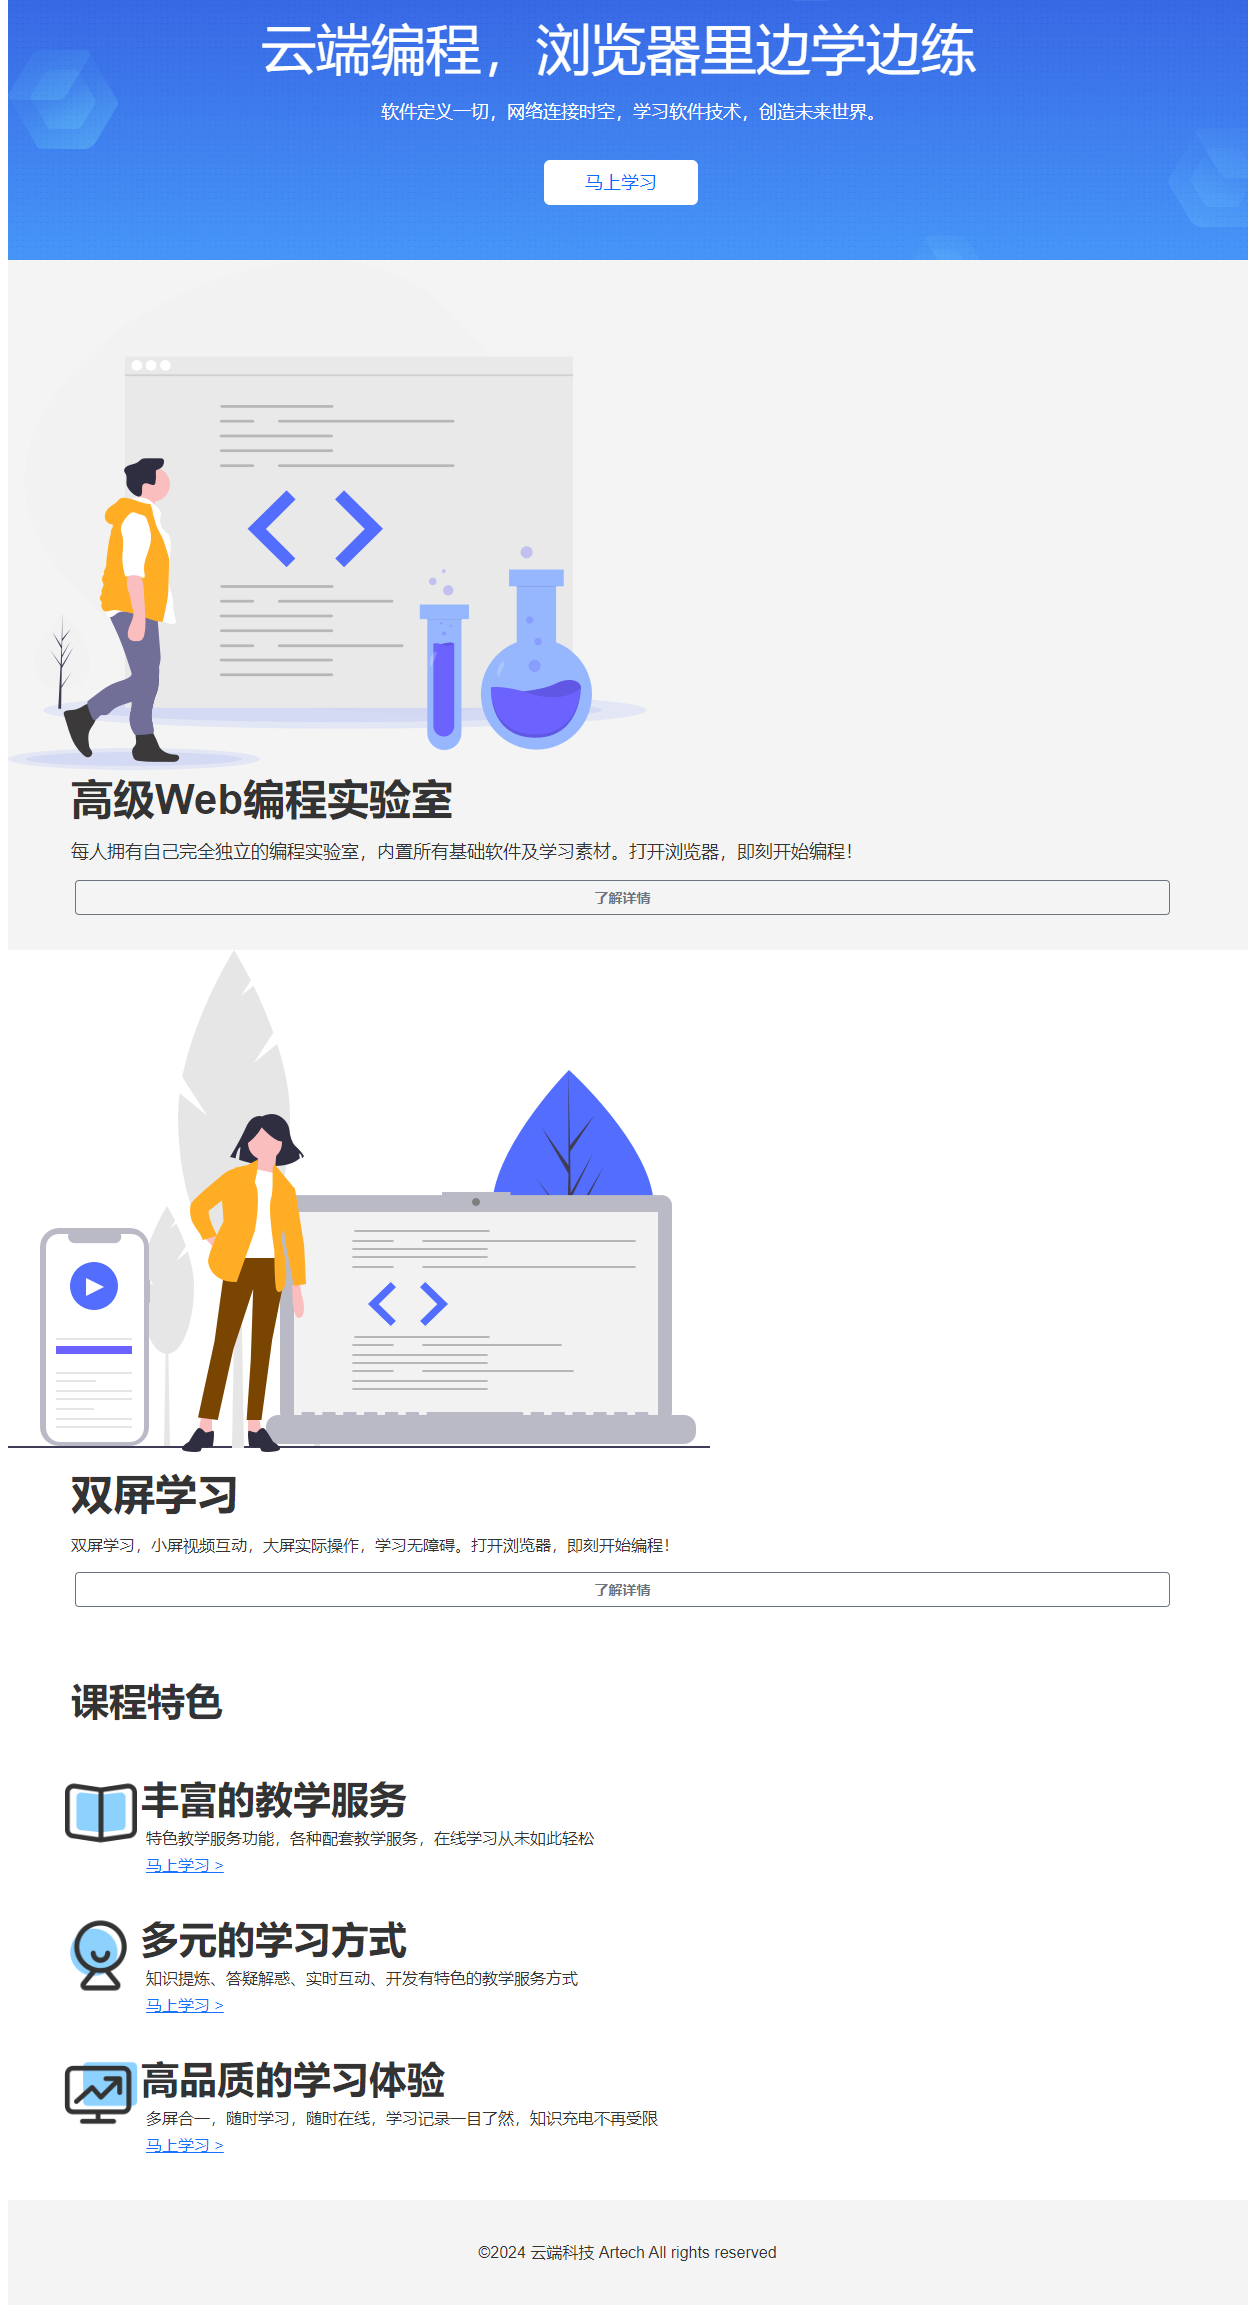 云端编程，浏览器里边学边练
软件定义一切，网络连接时空，学习软件技术，创造未来世界。
马上学习
高级Web编程实验室
每人拥有自己完全独立的编程实验室，内置所有基础软件及学习素材。打开浏览器，即刻开始编程！
了解详情
双屏学习
双屏学习，小屏视频互动，大屏实际操作，学习无障碍。打开浏览器，即刻开始编程！
了解详情
课程特色
丰富的教学服务
特色教学服务功能，各种配套教学服务，在线学习从未如此轻松
马上学习 >
多元的学习方式
知识提炼、答疑解惑、实时互动、开发有特色的教学服务方式
马上学习 >
高品质的学习体验
多屏合一，随时学习，随时在线，学习记录一目了然，知识充电不再受限
马上学习 >
©2024 云端科技 Artech All rights reserved